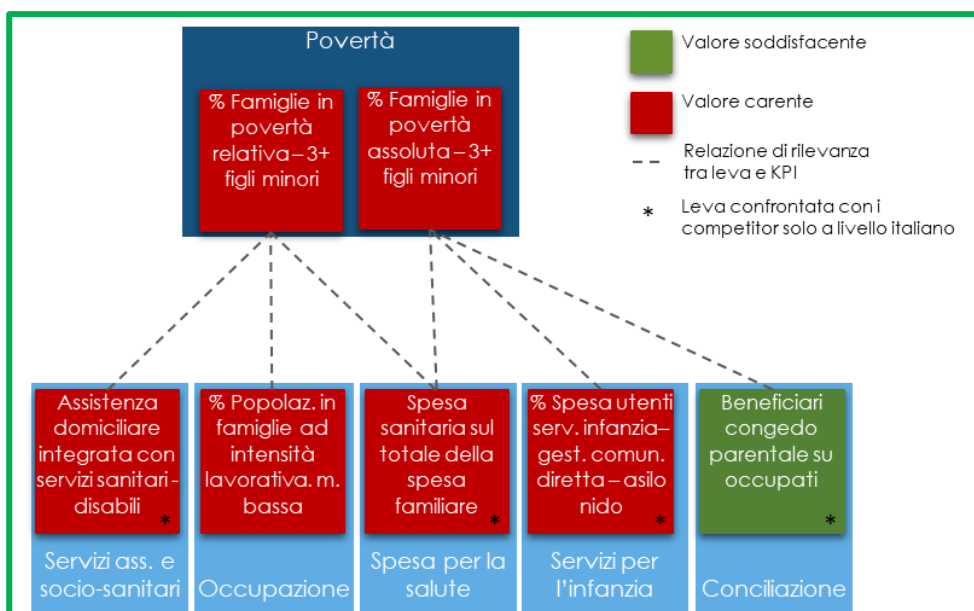 Povertà
% Famiglie in
povertà
relativa – 3+
figli minori
% Famiglie in
povertà
assoluta – 3+
figli minori
Valore soddisfacente
Valore carente
Relazione di rilevanza
tra leva e KPI
* Leva confrontata con i
competitor solo a livello italiano
Assistenza
domiciliare
integrata con
servizi sanitari -
disabili
*
Servizi ass. e
socio-sanitari
% Popolaz. in
famiglie ad
intensità
lavorativa. m.
bassa
Occupazione
Spesa
sanitaria sul
totale della
spesa
familiare
*
Spesa per la
salute
% Spesa utenti
serv. infanzia–
gest. comun.
diretta – asilo
nido
*
Servizi per
l’infanzia
Beneficiari
congedo
parentale su
occupati
*
Conciliazione